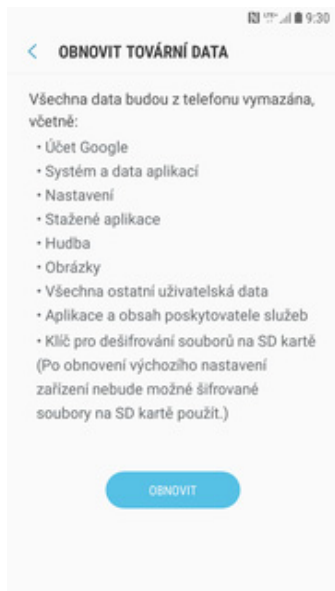 9:30
OBNOVIT TOVÁRNÍ DATA
Všechna data budou z telefonu vymazána,
včetně:
• Účet Google
• Systém a data aplikací
• Nastavení
• Stažené aplikace
• Hudba
• Obrázky
• Všechna ostatní uživatelská data
• Aplikace a obsah poskytovatele služeb
• Klíč pro dešifrování souborů na SD kartě
(Po obnovení výchozího nastavení
zařízení nebude možné šifrované
soubory na SD kartě použít.)
OBNOVIT